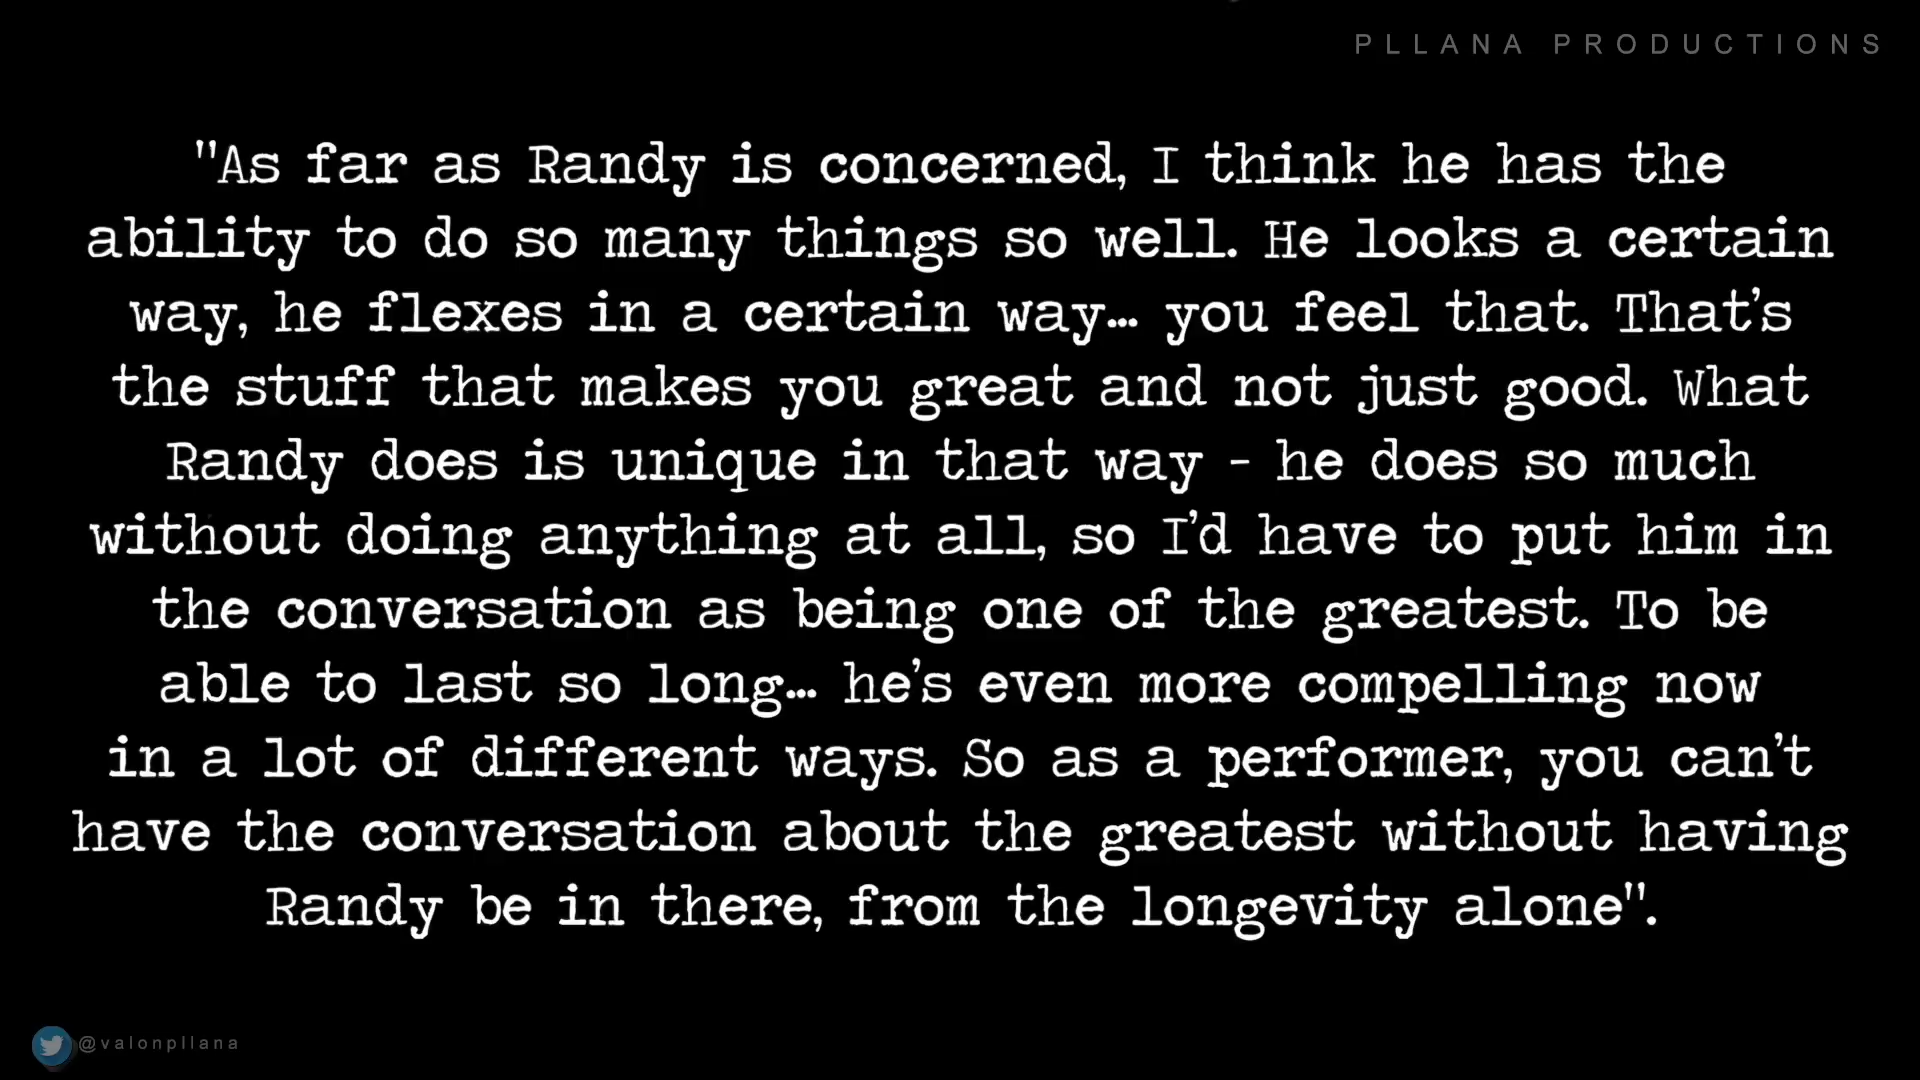 PLLANA PRODUCTIONS
"As far as Randy is concerned, I think he has the
ability to do so many things so well. He looks a certain
way, he flexes in a certain way... you feel that. That's
the stuff that makes you great and not just good. What
Randy does is unique in that way - he does so much
without doing anything at all, so I'd have to put him in
the conversation as being one of the greatest. To be
able to last so long... he's even more compelling now
in a lot of different ways. So as a performer, you can't
have the conversation about the greatest without having
Randy be in there, from the longevity alone".
@valonpllana